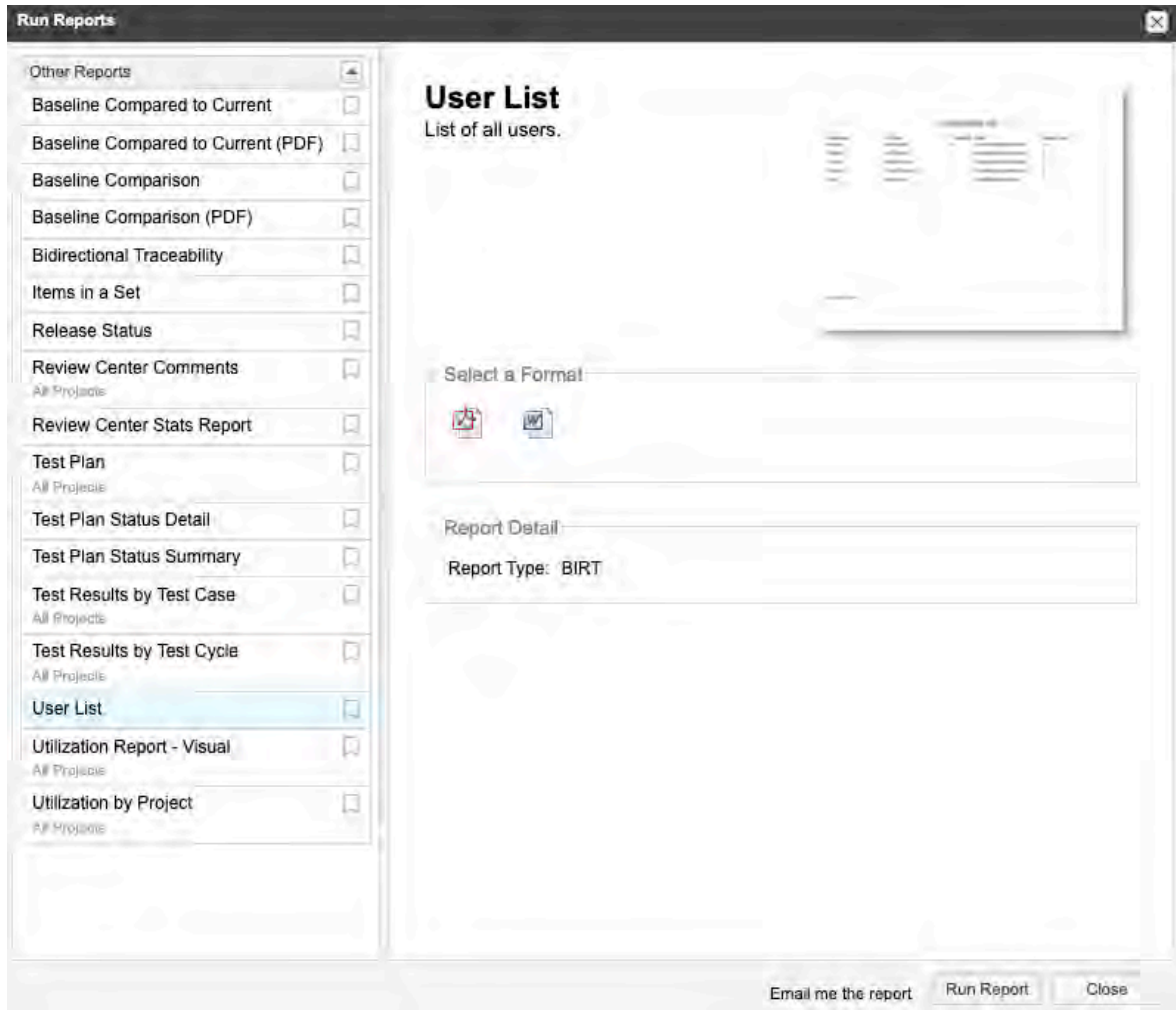 Run Reports
Other Reports
Baseline Compared to Current
Baseline Compared to Current (PDF)
Baseline Comparison
Baseline Comparison (PDF)
Bidirectional Traceability
Items in a Set
Release Status
Review Center Comments
All Projects
Review Center Stats Report
Test Plan
All Projects
Test Plan Status Detail
Test Plan Status Summary
Test Results by Test Case
All Projects
Test Results by Test Cycle
All Projects
User List
Utilization Report - Visual
All Projects
Utilization by Project
All Projects
User List
List of all users.
Select a Format
Report Detail
Report Type: BIRT
Email me the report
Run Report
Close